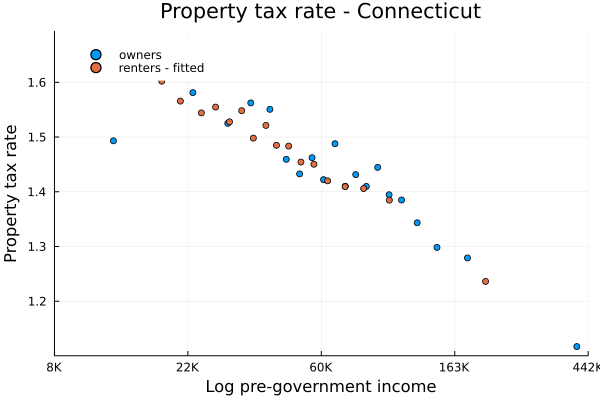 Property tax rate - Connecticut
owners
renters - fitted
1.6
1.5
1.4
1.3
1.2
Property tax rate
8K
22K
60K
163K
442K
Log pre-government income